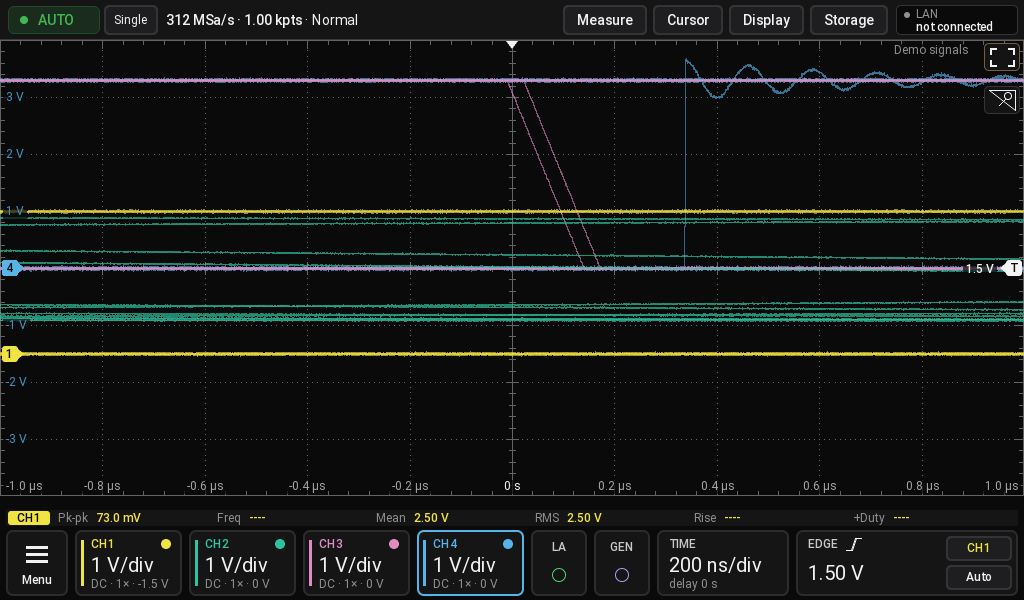 AUTO
Single
312 MSa/s · 1.00 kpts · Normal
Measure
Cursor
Display
Storage
LAN
not connected
Demo signals
3 V
2 V
1 V
4
1.5 V
T
-1 V
1
-2 V
-3 V
-1.0 µs
-0.8 µs
-0.6 µs
-0.4 µs
-0.2 µs
0 s
0.2 µs
0.4 µs
0.6 µs
0.8 µs
1.0 µs
CH1 Pk-pk 73.0 mV Freq ---- Mean 2.50 V RMS 2.50 V Rise ---- +Duty ----
Menu
CH1
1 V/div
DC · 1× · -1.5 V
CH2
1 V/div
DC · 1× · 0 V
CH3
1 V/div
DC · 1× · 0 V
CH4
1 V/div
DC · 1× · 0 V
LA
GEN
TIME
200 ns/div
delay 0 s
EDGE
1.50 V
CH1
Auto